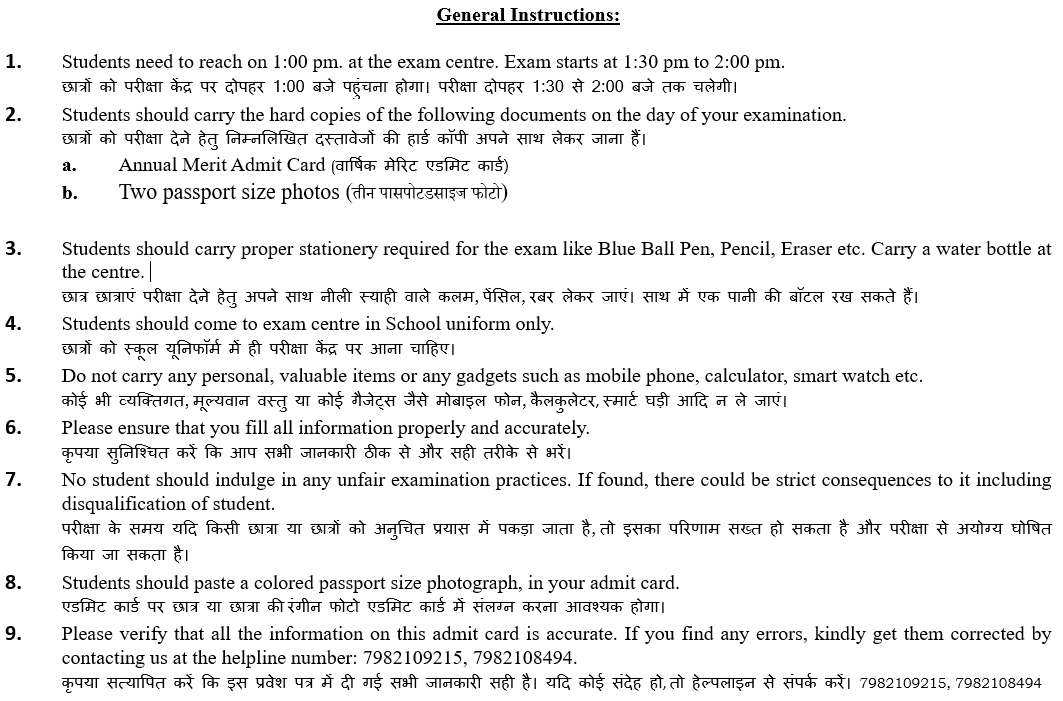 General Instructions:
1. Students need to reach on 1:00 pm. at the exam centre. Exam starts at 1:30 pm to 2:00 pm.
छात्रों को परीक्षा केंद्र पर दोपहर 1:00 बजे पहुंचना होगा। परीक्षा दोपहर 1:30 से 2:00 बजे तक चलेगी।
2. Students should carry the hard copies of the following documents on the day of your examination.
छात्रों को परीक्षा देने हेतु निम्नलिखित दस्तावेजों की हार्ड कॉपी अपने साथ लेकर जाना हैं।
a. Annual Merit Admit Card (वार्षिक मेरिट एडमिट कार्ड)
b. Two passport size photos (तीन पासपोटडसाइज फोटो)
3. Students should carry proper stationery required for the exam like Blue Ball Pen, Pencil, Eraser etc. Carry a water bottle at
the centre.
छात्र छात्राएं परीक्षा देने हेतु अपने साथ नीली स्याही वाले कलम, पेंसिल, रबर लेकर जाएं। साथ में एक पानी की बॉटल रख सकते हैं।
4. Students should come to exam centre in School uniform only.
छात्रों को स्कूल यूनिफॉर्म में ही परीक्षा केंद्र पर आना चाहिए।
5. Do not carry any personal, valuable items or any gadgets such as mobile phone, calculator, smart watch etc.
कोई भी व्यक्तिगत, मूल्यवान वस्तु या कोई गैजेट्स जैसे मोबाइल फोन, कैलकुलेटर, स्मार्ट घड़ी आदि न ले जाएं।
6. Please ensure that you fill all information properly and accurately.
कृपया सुनिश्चित करें कि आप सभी जानकारी ठीक से और सही तरीके से भरें।
7. No student should indulge in any unfair examination practices. If found, there could be strict consequences to it including
disqualification of student.
परीक्षा के समय यदि किसी छात्रा या छात्रों को अनुचित प्रयास में पकड़ा जाता है, तो इसका परिणाम सख्त हो सकता है और परीक्षा से अयोग्य घोषित
किया जा सकता है।
8. Students should paste a colored passport size photograph, in your admit card.
एडमिट कार्ड पर छात्र या छात्रा की रंगीन फोटो एडमिट कार्ड में संलग्न करना आवश्यक होगा।
9. Please verify that all the information on this admit card is accurate. If you find any errors, kindly get them corrected by
contacting us at the helpline number: 7982109215, 7982108494.
कृपया सत्यापित करें कि इस प्रवेश पत्र में दी गई सभी जानकारी सही है। यदि कोई संदेह हो, तो हेल्पलाइन से संपर्क करें। 7982109215, 7982108494